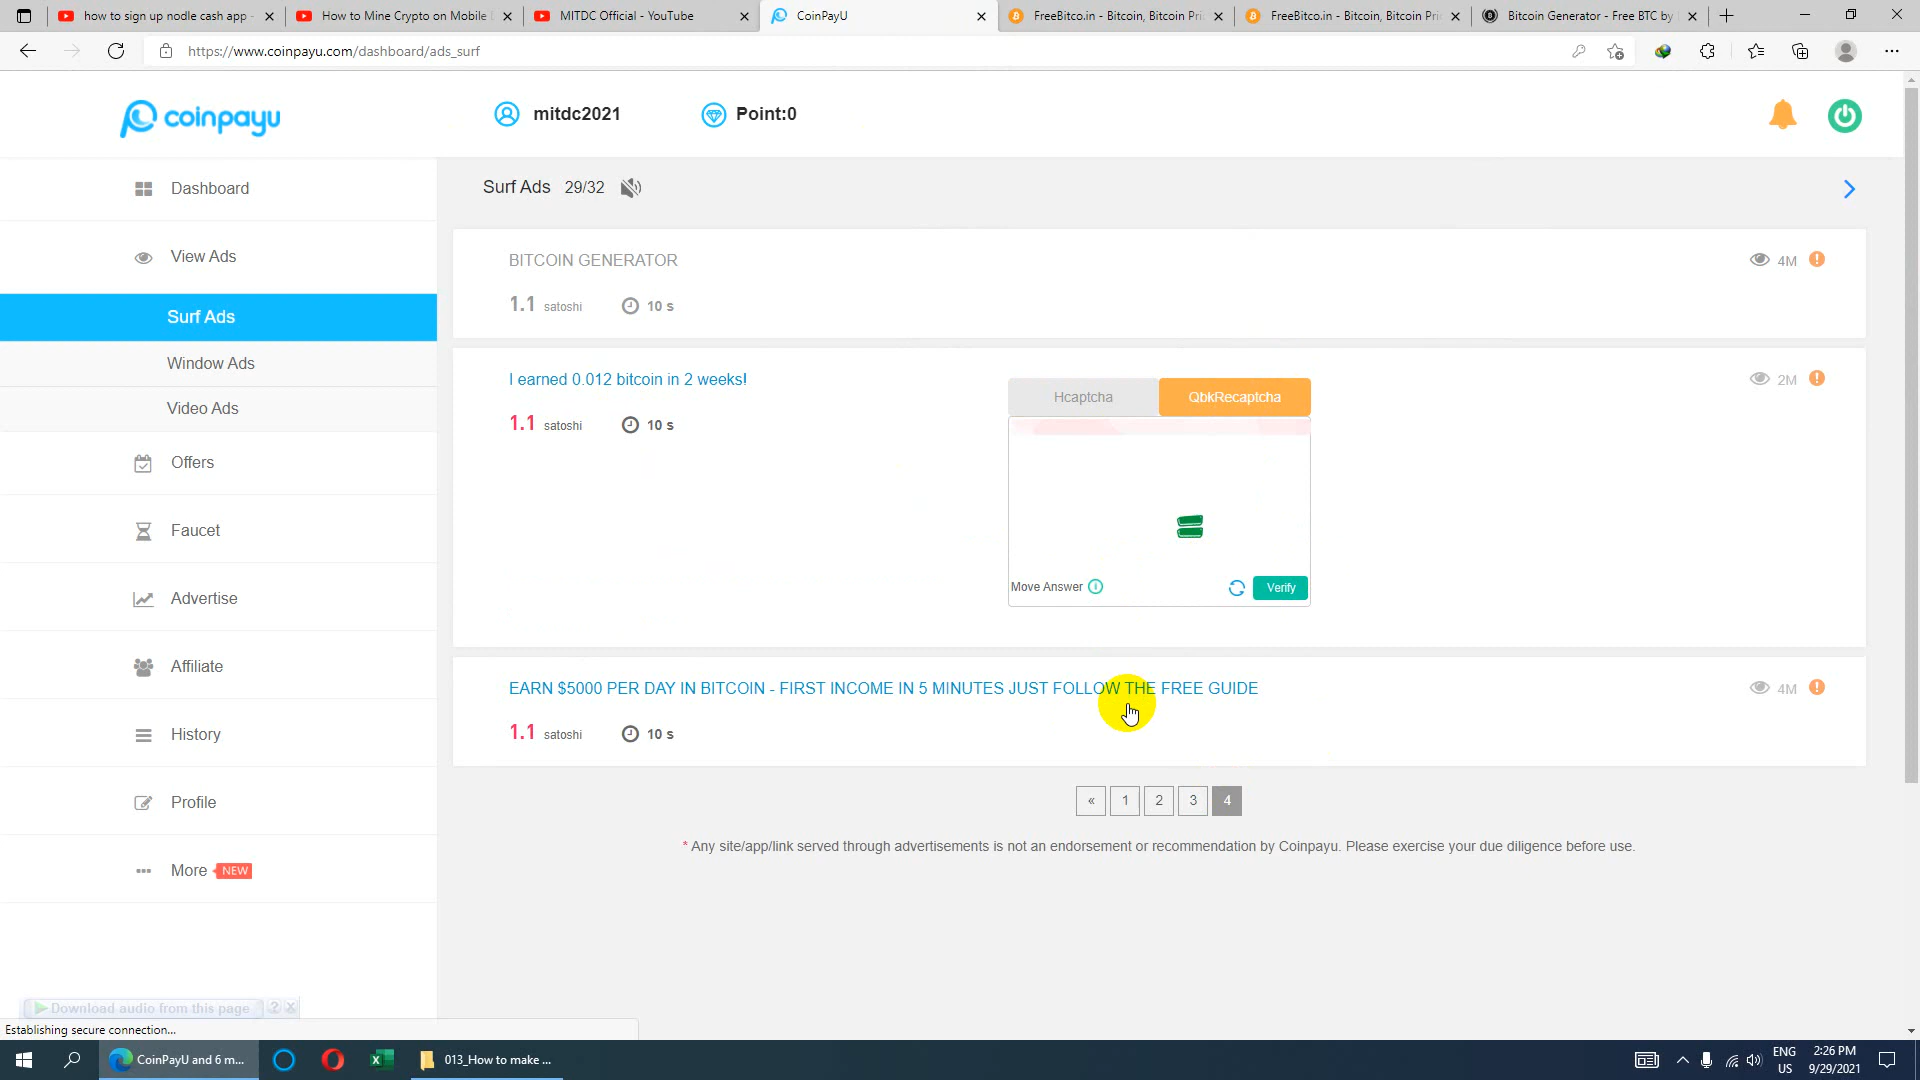 how to sign up nodle cash app -
How to Mine Crypto on Mobile
MITDC Official - YouTube
CoinPayU
FreeBitco.in - Bitcoin, Bitcoin Pri
FreeBitco.in - Bitcoin, Bitcoin Pri
Bitcoin Generator - Free BTC by
https://www.coinpayu.com/dashboard/ads_surf
coinpayu
mitdc2021
Point:0
Dashboard
View Ads
Surf Ads
Window Ads
Video Ads
Offers
Faucet
Advertise
Affiliate
History
Profile
More NEW
Surf Ads 29/32
BITCOIN GENERATOR
4M
1.1 satoshi 10 s
I earned 0.012 bitcoin in 2 weeks!
2M
1.1 satoshi 10 s
Hcaptcha QbkRecaptcha
Move Answer
Verify
EARN $5000 PER DAY IN BITCOIN - FIRST INCOME IN 5 MINUTES JUST FOLLOW THE FREE GUIDE
4M
1.1 satoshi 10 s
« 1 2 3 4
* Any site/app/link served through advertisements is not an endorsement or recommendation by Coinpayu. Please exercise your due diligence before use.
Download audio from this page ? X
Establishing secure connection...
CoinPayU and 6 m...
013_How to make ...
ENG
US
2:26 PM
9/29/2021